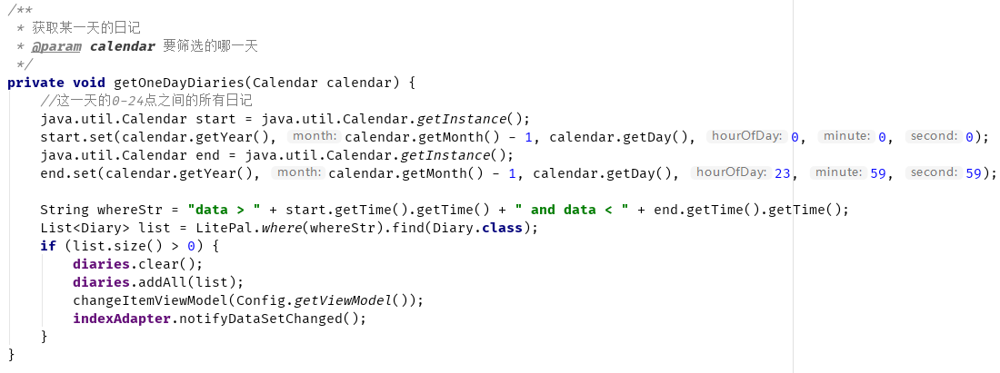 /**
 * 获取某一天的日记
 * @param calendar 要筛选的哪一天
 */
private void getOneDayDiaries(Calendar calendar) {
    //这一天的0-24点之间的所有日记
    java.util.Calendar start = java.util.Calendar.getInstance();
    start.set(calendar.getYear(), month: calendar.getMonth() - 1, calendar.getDay(), hourOfDay: 0, minute: 0, second: 0);
    java.util.Calendar end = java.util.Calendar.getInstance();
    end.set(calendar.getYear(), month: calendar.getMonth() - 1, calendar.getDay(), hourOfDay: 23, minute: 59, second: 59);
    String whereStr = "data > " + start.getTime().getTime() + " and data < " + end.getTime().getTime();
    List<Diary> list = LitePal.where(whereStr).find(Diary.class);
    if (list.size() > 0) {
        diaries.clear();
        diaries.addAll(list);
        changeItemViewModel(Config.getViewModel());
        indexAdapter.notifyDataSetChanged();
    }
}